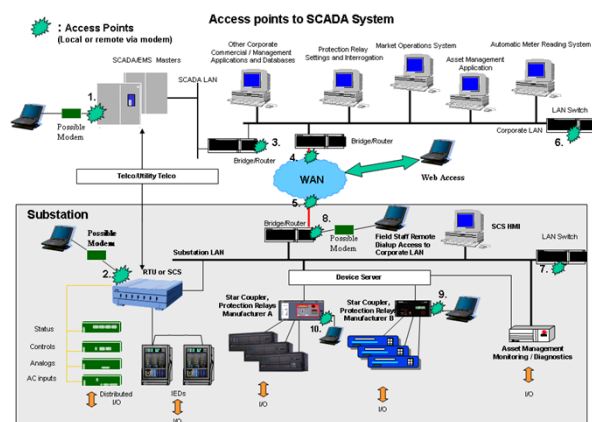 Access points to SCADA System
: Access Points
(Local or remote via modem)
SCADA/EMS Masters
SCADA LAN
Other Corporate
Commercial / Management
Applications and Databases
Protection Relay
Settings and Interrogation
Market Operations System
Asset Management
Application
Automatic Meter Reading System
LAN Switch
1.
Possible
Modem
3.
Bridge/Router
Bridge/Router
4.
Corporate LAN
6.
Telco/Utility Telco
WAN
Web Access
5.
Substation
Bridge/Router
8.
Possible
Modem
Field Staff Remote
Dialup Access to
Corporate LAN
SCS HMI
LAN Switch
7.
Possible
Modem
2.
RTU or SCS
Substation LAN
Device Server
Star Coupler,
Protection Relays
Manufacturer A
10.
Star Coupler,
Protection Relays
Manufacturer B
9.
Status
Controls
Analogs
AC inputs
Distributed
I/O
IEDs
I/O
I/O
Asset Management
Monitoring / Diagnostics
I/O